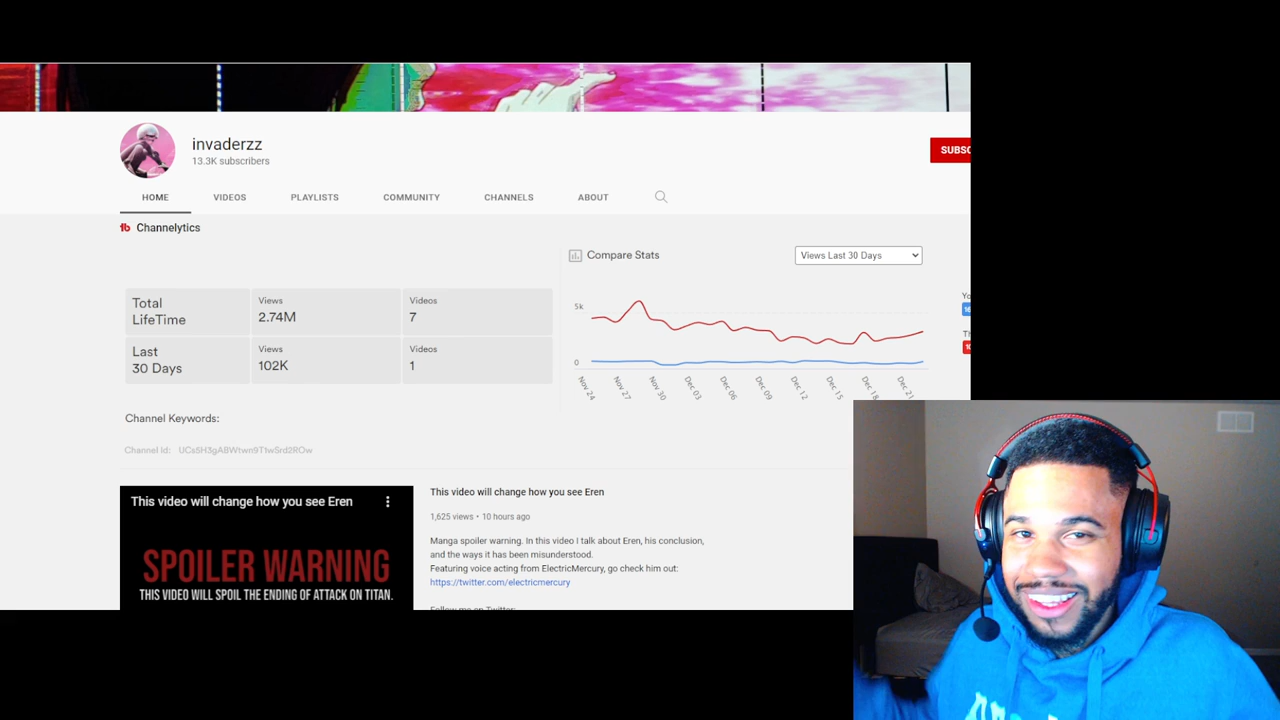 invaderzz
13.3K subscribers
HOME VIDEOS PLAYLISTS COMMUNITY CHANNELS ABOUT
Channelytics
Compare Stats
Views Last 30 Days
Total LifeTime
Views
2.74M
Videos
7
Last 30 Days
Views
102K
Videos
1
5k
0
Nov 24 Nov 27 Nov 30 Dec 03 Dec 06 Dec 09 Dec 12 Dec 15 Dec 18 Dec 21
Channel Keywords:
This video will change how you see Eren
SPOILER WARNING
THIS VIDEO WILL SPOIL THE ENDING OF ATTACK ON TITAN.
This video will change how you see Eren
1,625 views • 10 hours ago
Manga spoiler warning. In this video I talk about Eren, his conclusion,
and the ways it has been misunderstood.
Featuring voice acting from ElectricMercury, go check him out:
https://twitter.com/electricmercury